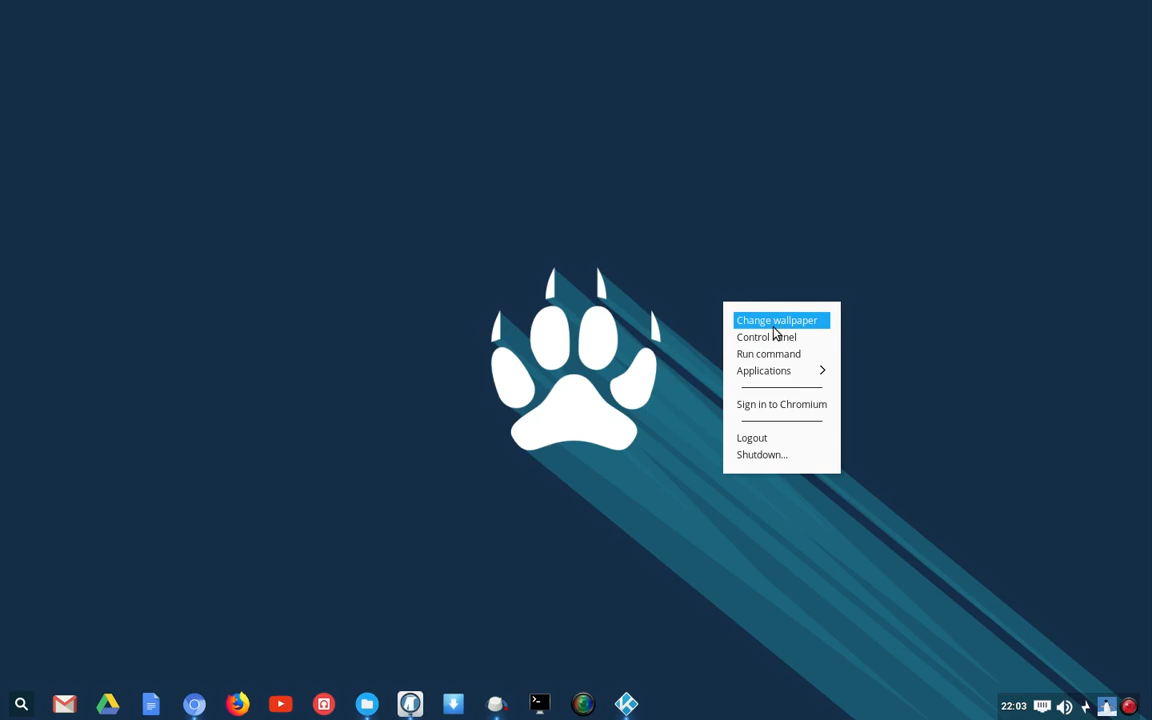 Change wallpaper
Control Panel
Run command
Applications
Sign in to Chromium
Logout
Shutdown...
22:03